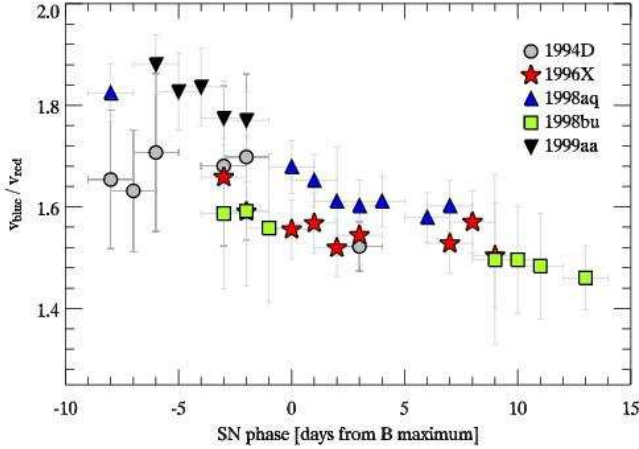 2.0
1.8
1.6
1.4
v_blue / v_red
1994D
1996X
1998aq
1998bu
1999aa
-10 -5 0 5 10 15
SN phase [days from B maximum]